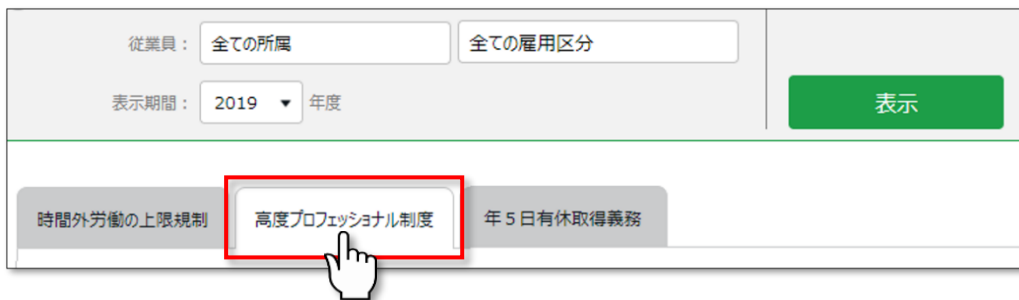 従業員： 全ての所属 全ての雇用区分
表示期間： 2019 ▼ 年度
表示
時間外労働の上限規制 高度プロフェッショナル制度 年５日有休取得義務